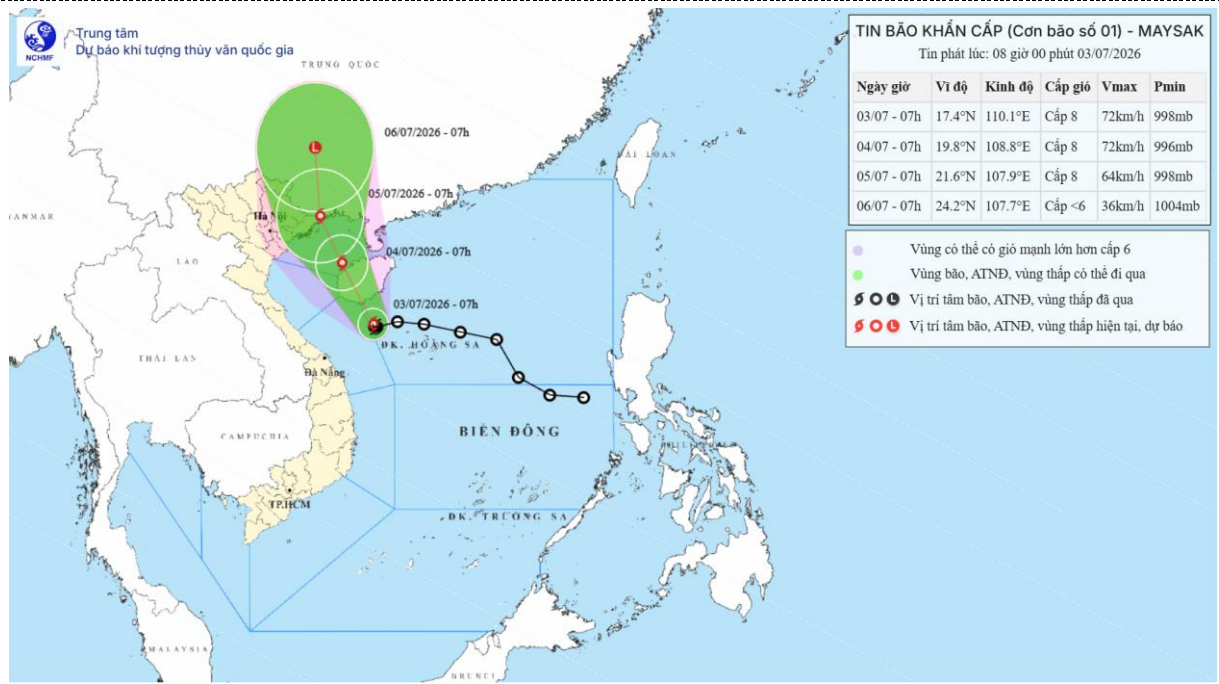 Trung tâm
Dự báo khí tượng thủy văn quốc gia
NCHMF
TIN BÃO KHẨN CẤP (Cơn bão số 01) - MAYSAK
Tin phát lúc: 08 giờ 00 phút 03/07/2026
Ngày giờ Vĩ độ Kinh độ Cấp gió Vmax Pmin
03/07 - 07h 17.4°N 110.1°E Cấp 8 72km/h 998mb
04/07 - 07h 19.8°N 108.8°E Cấp 8 72km/h 996mb
05/07 - 07h 21.6°N 107.9°E Cấp 8 64km/h 998mb
06/07 - 07h 24.2°N 107.7°E Cấp <6 36km/h 1004mb
Vùng có thể có gió mạnh lớn hơn cấp 6
Vùng bão, ATNĐ, vùng thấp có thể đi qua
L Vị trí tâm bão, ATNĐ, vùng thấp đã qua
L Vị trí tâm bão, ATNĐ, vùng thấp hiện tại, dự báo
TRUNG QUỐC
06/07/2026 - 07h
L
ĐÀI LOAN
05/07/2026 - 07h
Hà Nội
ANMAR
04/07/2026 - 07h
LAO
03/07/2026 - 07h
ĐK. HOÀNG SA
THÁI LAN
Đà Nẵng
BIỂN ĐÔNG
CAMPUCHIA
TP.HCM
ĐK. TRƯỜNG SA
MALAYSIA
BRUNEI